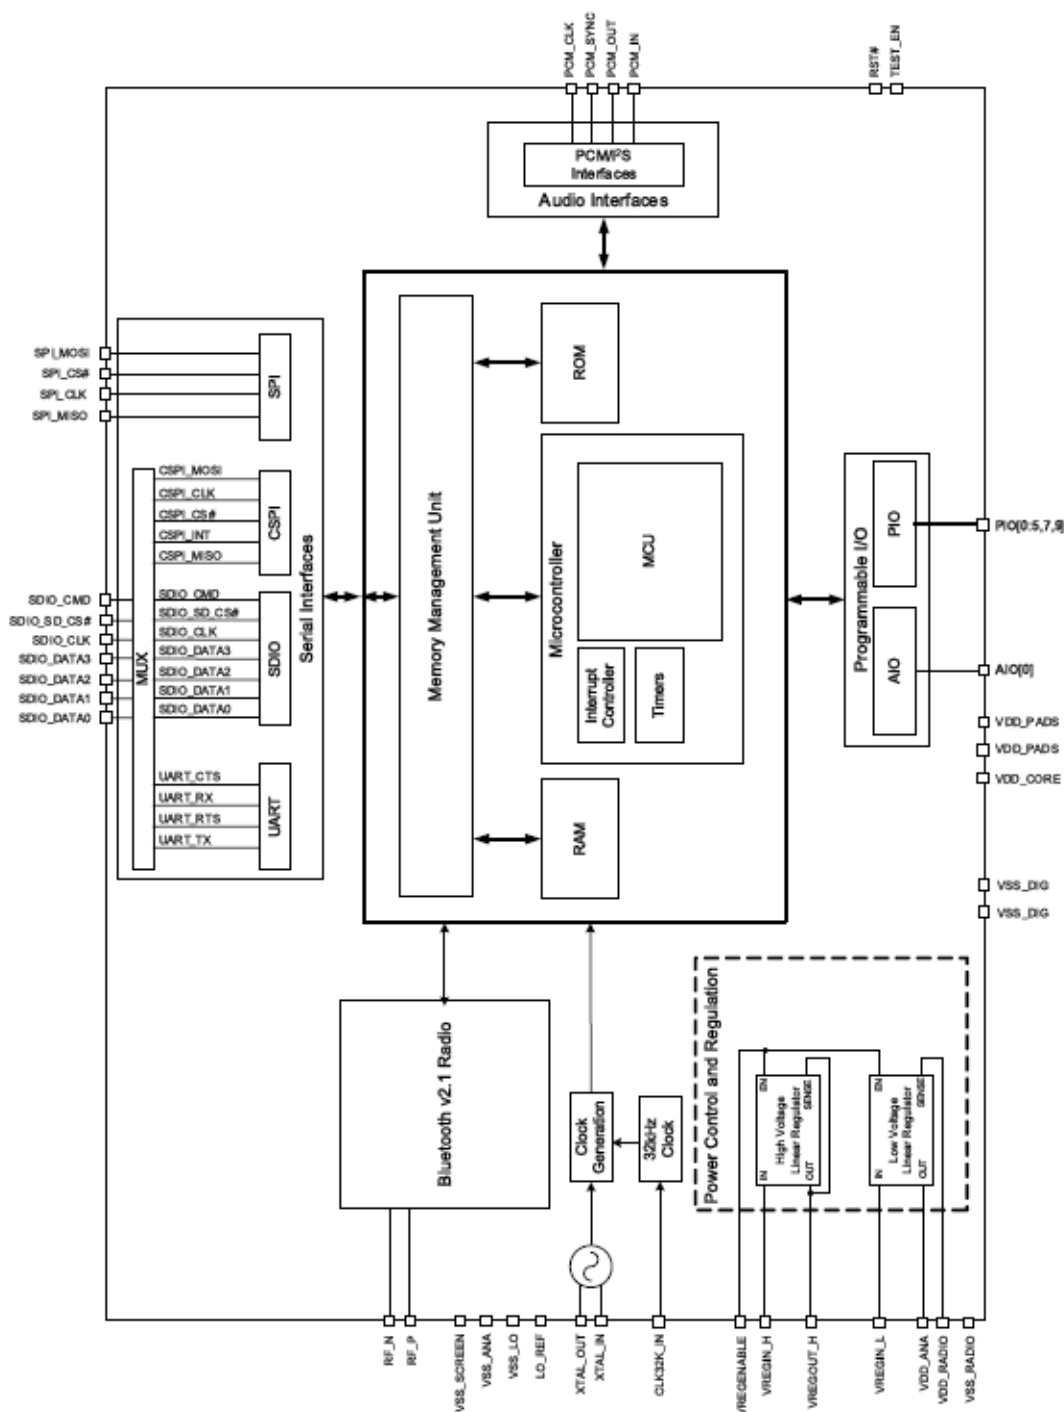 PCM_CLK
PCM_SYNC
PCM_OUT
PCM_IN
RST#
TEST_EN
PCM/I²S
Interfaces
Audio Interfaces
SPI_MOSI
SPI_CS#
SPI_CLK
SPI_MISO
SPI
CSPI_MOSI
CSPI_CLK
CSPI_CS#
CSPI_INT
CSPI_MISO
CSPI
SDIO_CMD
SDIO_SD_CS#
SDIO_CLK
SDIO_DATA3
SDIO_DATA2
SDIO_DATA1
SDIO_DATA0
MUX
SDIO_CMD
SDIO_SD_CS#
SDIO_CLK
SDIO_DATA3
SDIO_DATA2
SDIO_DATA1
SDIO_DATA0
SDIO
UART_CTS
UART_RX
UART_RTS
UART_TX
UART
Serial Interfaces
Memory Management Unit
ROM
Microcontroller
MCU
Interrupt
Controller
Timers
RAM
Programmable I/O
PIO
AIO
PIO[0:5,7,9]
AIO[0]
VDD_PADS
VDD_PADS
VDD_CORE
VSS_DIG
VSS_DIG
Bluetooth v2.1 Radio
Clock
Generation
32kHz
Clock
Power Control and Regulation
EN
SENSE
High Voltage
Linear Regulator
IN
OUT
EN
SENSE
Low Voltage
Linear Regulator
IN
OUT
RF_N
RF_P
VSS_SCREEN
VSS_ANA
VSS_LO
LO_REF
XTAL_OUT
XTAL_IN
CLK32K_IN
VREGENABLE
VREGIN_H
VREGOUT_H
VREGIN_L
VDD_ANA
VDD_RADIO
VSS_RADIO